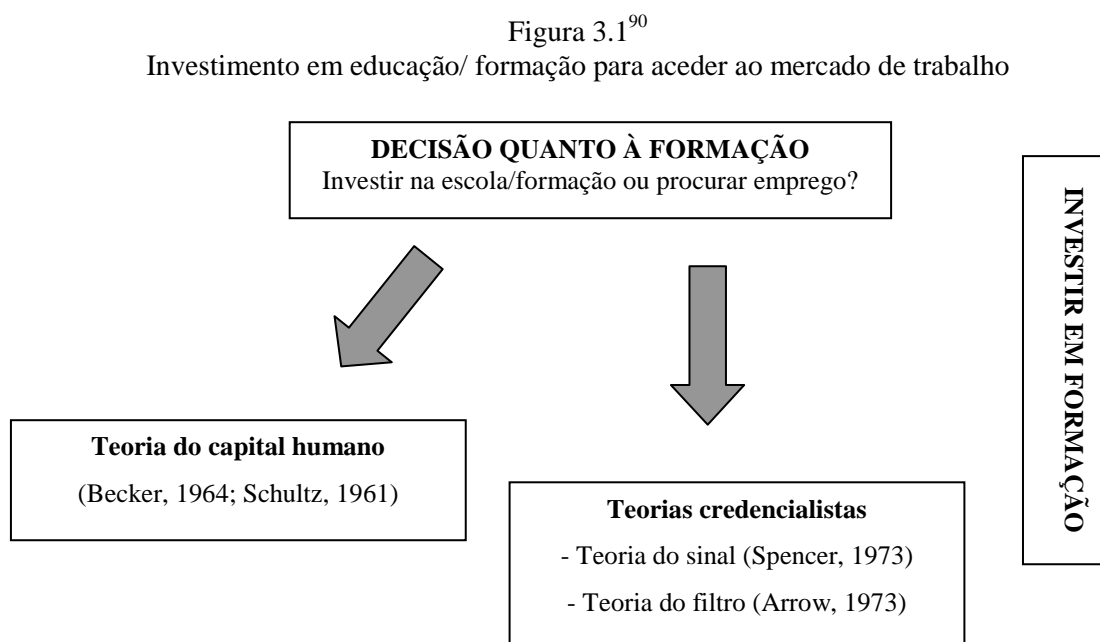 Figura 3.1⁹⁰
Investimento em educação/ formação para aceder ao mercado de trabalho
DECISÃO QUANTO À FORMAÇÃO
Investir na escola/formação ou procurar emprego?
INVESTIR EM FORMAÇÃO
Teoria do capital humano
(Becker, 1964; Schultz, 1961)
Teorias credencialistas
- Teoria do sinal (Spencer, 1973)
- Teoria do filtro (Arrow, 1973)